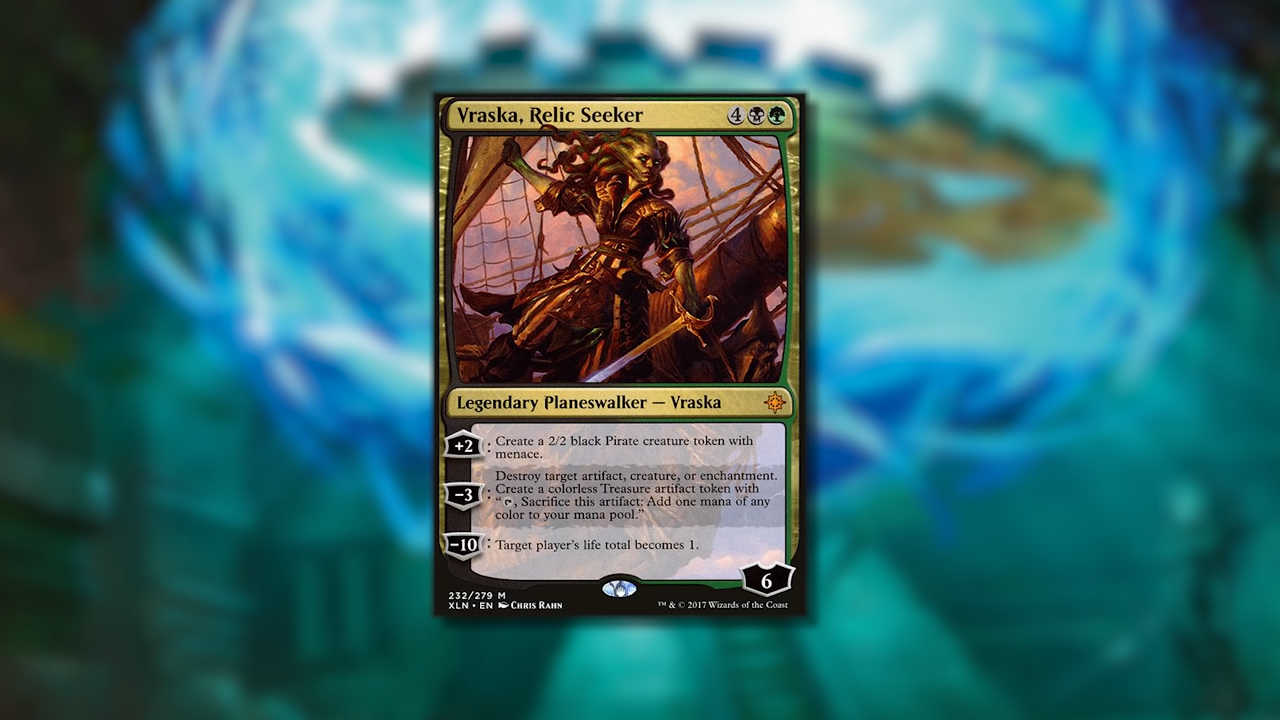 Vraska, Relic Seeker 4
Legendary Planeswalker — Vraska
+2 : Create a 2/2 black Pirate creature token with
menace.
Destroy target artifact, creature, or enchantment.
−3 : Create a colorless Treasure artifact token with
“, Sacrifice this artifact: Add one mana of any
color to your mana pool.”
−10 : Target player's life total becomes 1.
6
232/279 M
XLN • EN Chris Rahn
™ & © 2017 Wizards of the Coast